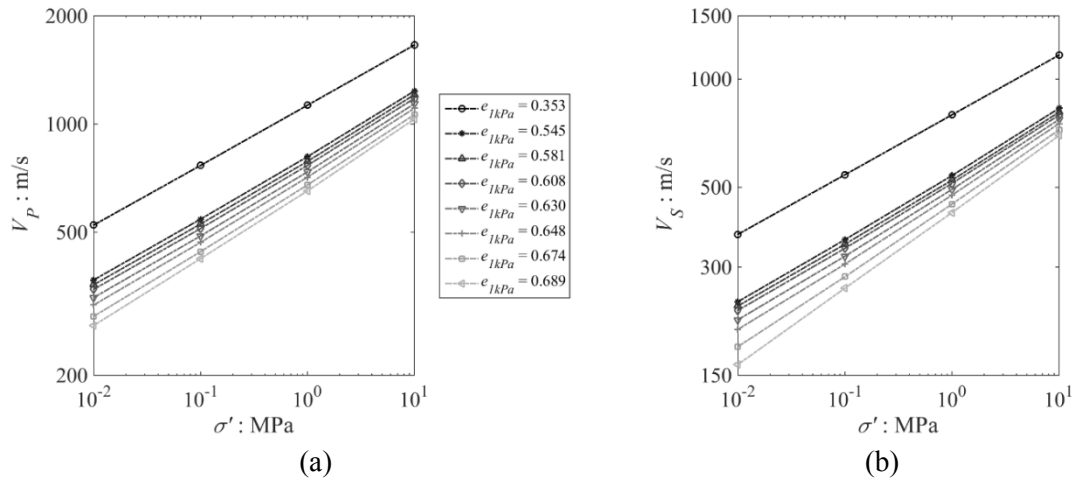 2000
1000
500
200
V_P : m/s
10^-2
10^-1
10^0
10^1
σ′ : MPa
(a)
e_1kPa = 0.353
e_1kPa = 0.545
e_1kPa = 0.581
e_1kPa = 0.608
e_1kPa = 0.630
e_1kPa = 0.648
e_1kPa = 0.674
e_1kPa = 0.689
1500
1000
500
300
150
V_S : m/s
10^-2
10^-1
10^0
10^1
σ′ : MPa
(b)